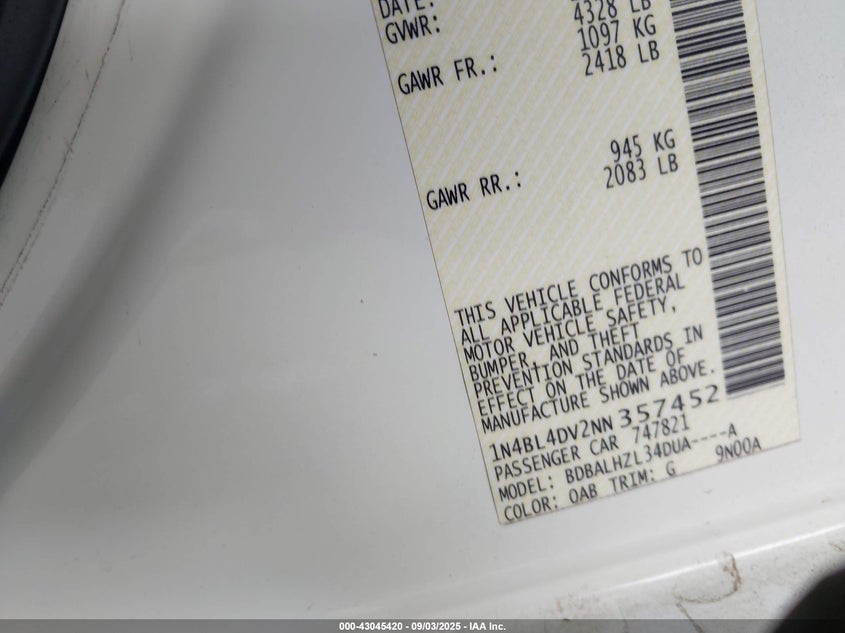 DATE:
4328 LB
GVWR:
1097 KG
GAWR FR.:
2418 LB
945 KG
GAWR RR.:
2083 LB
THIS VEHICLE CONFORMS TO
ALL APPLICABLE FEDERAL
MOTOR VEHICLE SAFETY,
BUMPER, AND THEFT
PREVENTION STANDARDS IN
EFFECT ON THE DATE OF
MANUFACTURE SHOWN ABOVE.
1N4BL4DV2NN357452
PASSENGER CAR 747821
MODEL: BDBALHZL34DUA----A
COLOR: QAB TRIM: G 9N00A
000-43045420 - 09/03/2025 - IAA Inc.